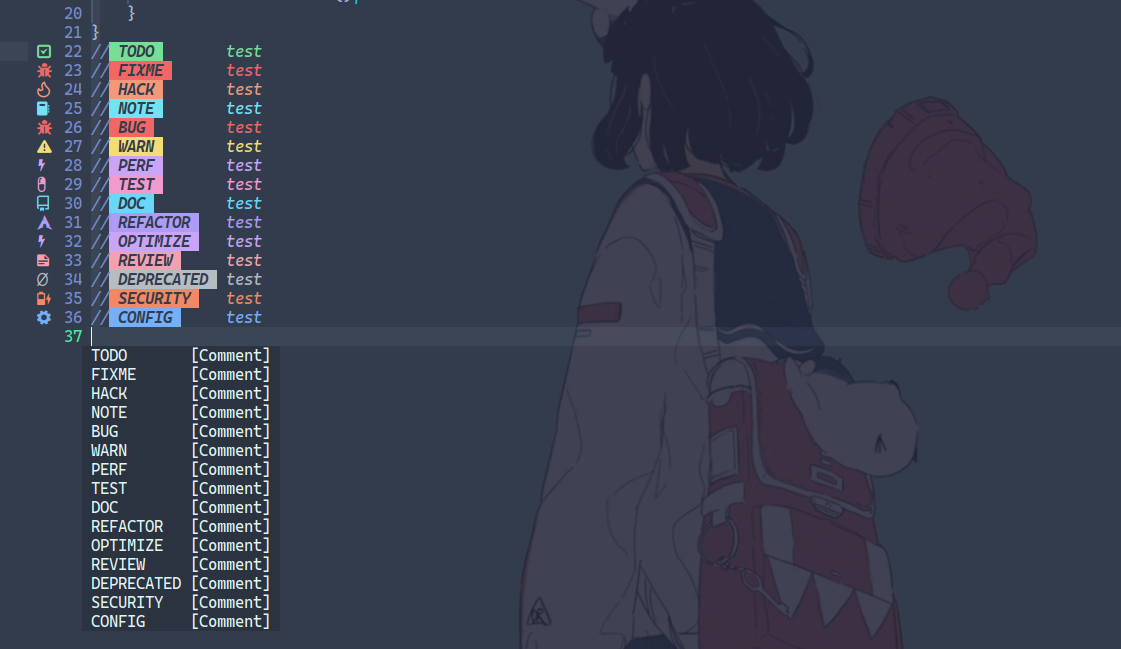 20 }
21 }
22 // TODO test
23 // FIXME test
24 // HACK test
25 // NOTE test
26 // BUG test
27 // WARN test
28 // PERF test
29 // TEST test
30 // DOC test
31 // REFACTOR test
32 // OPTIMIZE test
33 // REVIEW test
34 // DEPRECATED test
35 // SECURITY test
36 // CONFIG test
37
TODO [Comment]
FIXME [Comment]
HACK [Comment]
NOTE [Comment]
BUG [Comment]
WARN [Comment]
PERF [Comment]
TEST [Comment]
DOC [Comment]
REFACTOR [Comment]
OPTIMIZE [Comment]
REVIEW [Comment]
DEPRECATED [Comment]
SECURITY [Comment]
CONFIG [Comment]